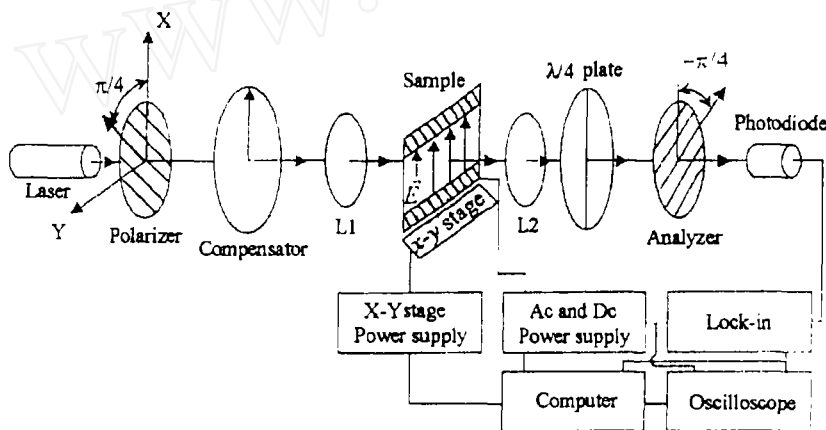 www.
X
π/4
Sample
λ/4 plate
-π/4
Photodiode
Laser
Y
Polarizer
Compensator
L1
E
x-y stage
L2
Analyzer
X-Y stage
Power supply
Ac and Dc
Power supply
Lock-in
Computer
Oscilloscope